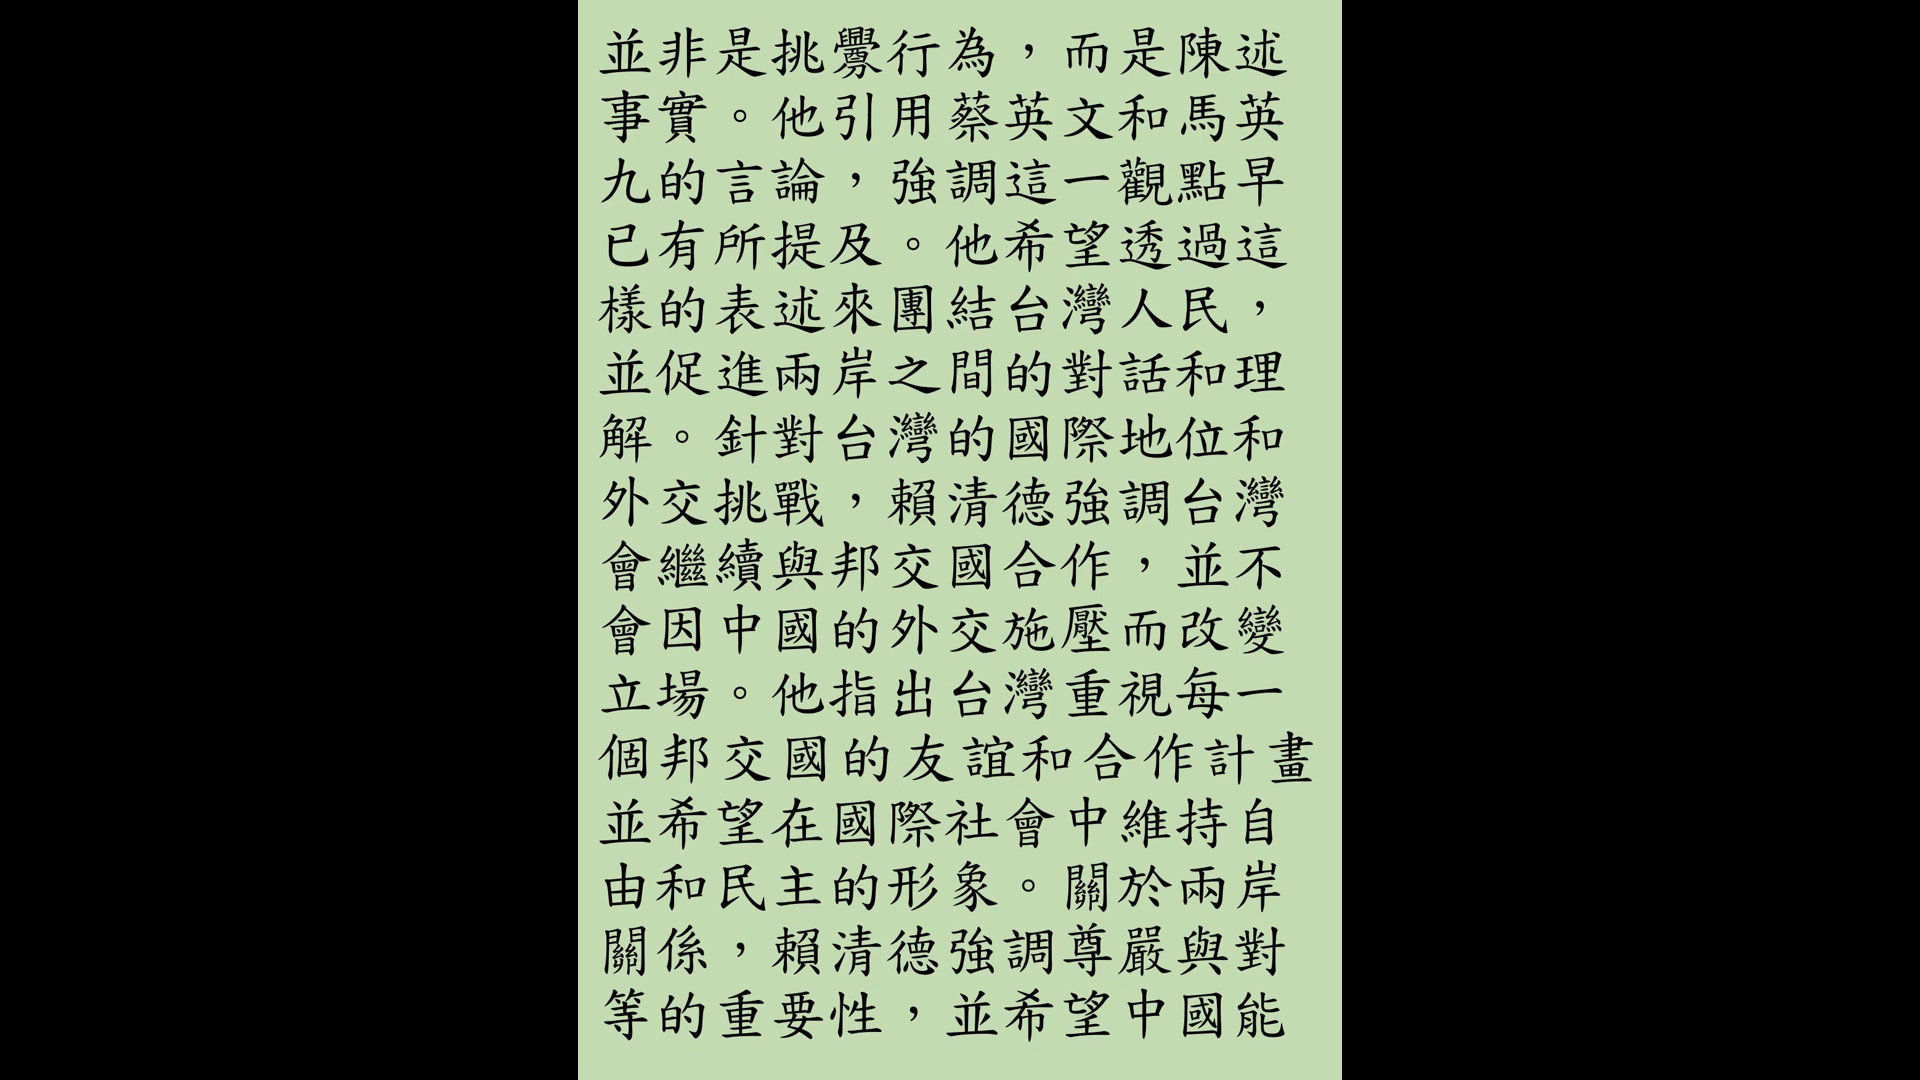 並非是挑釁行為，而是陳述
事實。他引用蔡英文和馬英
九的言論，強調這一觀點早
已有所提及。他希望透過這
樣的表述來團結台灣人民，
並促進兩岸之間的對話和理
解。針對台灣的國際地位和
外交挑戰，賴清德強調台灣
會繼續與邦交國合作，並不
會因中國的外交施壓而改變
立場。他指出台灣重視每一
個邦交國的友誼和合作計畫
並希望在國際社會中維持自
由和民主的形象。關於兩岸
關係，賴清德強調尊嚴與對
等的重要性，並希望中國能